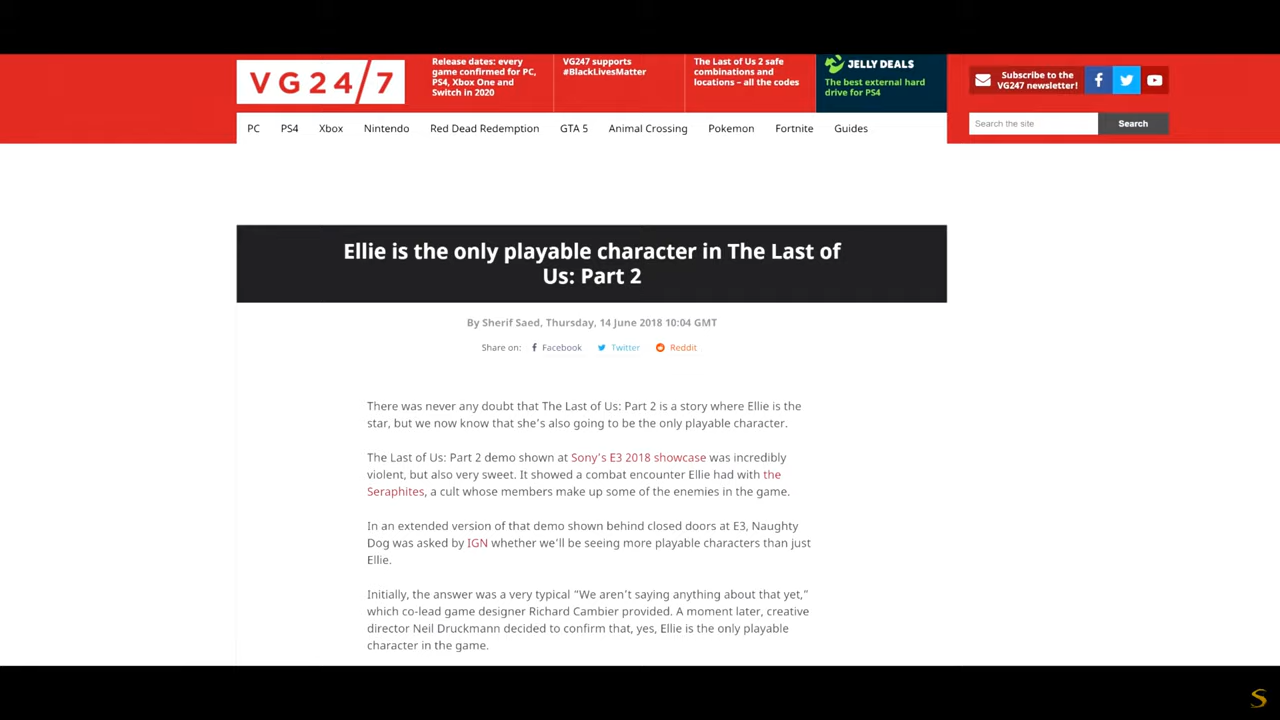 VG24/7
Release dates: every
game confirmed for PC,
PS4, Xbox One and
Switch in 2020
VG247 supports
#BlackLivesMatter
The Last of Us 2 safe
combinations and
locations – all the codes
JELLY DEALS
The best external hard
drive for PS4
Subscribe to the
VG247 newsletter!
PC PS4 Xbox Nintendo Red Dead Redemption GTA 5 Animal Crossing Pokemon Fortnite Guides
Search the site Search
Ellie is the only playable character in The Last of
Us: Part 2
By Sherif Saed, Thursday, 14 June 2018 10:04 GMT
Share on: Facebook Twitter Reddit
There was never any doubt that The Last of Us: Part 2 is a story where Ellie is the
star, but we now know that she's also going to be the only playable character.
The Last of Us: Part 2 demo shown at Sony's E3 2018 showcase was incredibly
violent, but also very sweet. It showed a combat encounter Ellie had with the
Seraphites, a cult whose members make up some of the enemies in the game.
In an extended version of that demo shown behind closed doors at E3, Naughty
Dog was asked by IGN whether we'll be seeing more playable characters than just
Ellie.
Initially, the answer was a very typical "We aren't saying anything about that yet,"
which co-lead game designer Richard Cambier provided. A moment later, creative
director Neil Druckmann decided to confirm that, yes, Ellie is the only playable
character in the game.
S